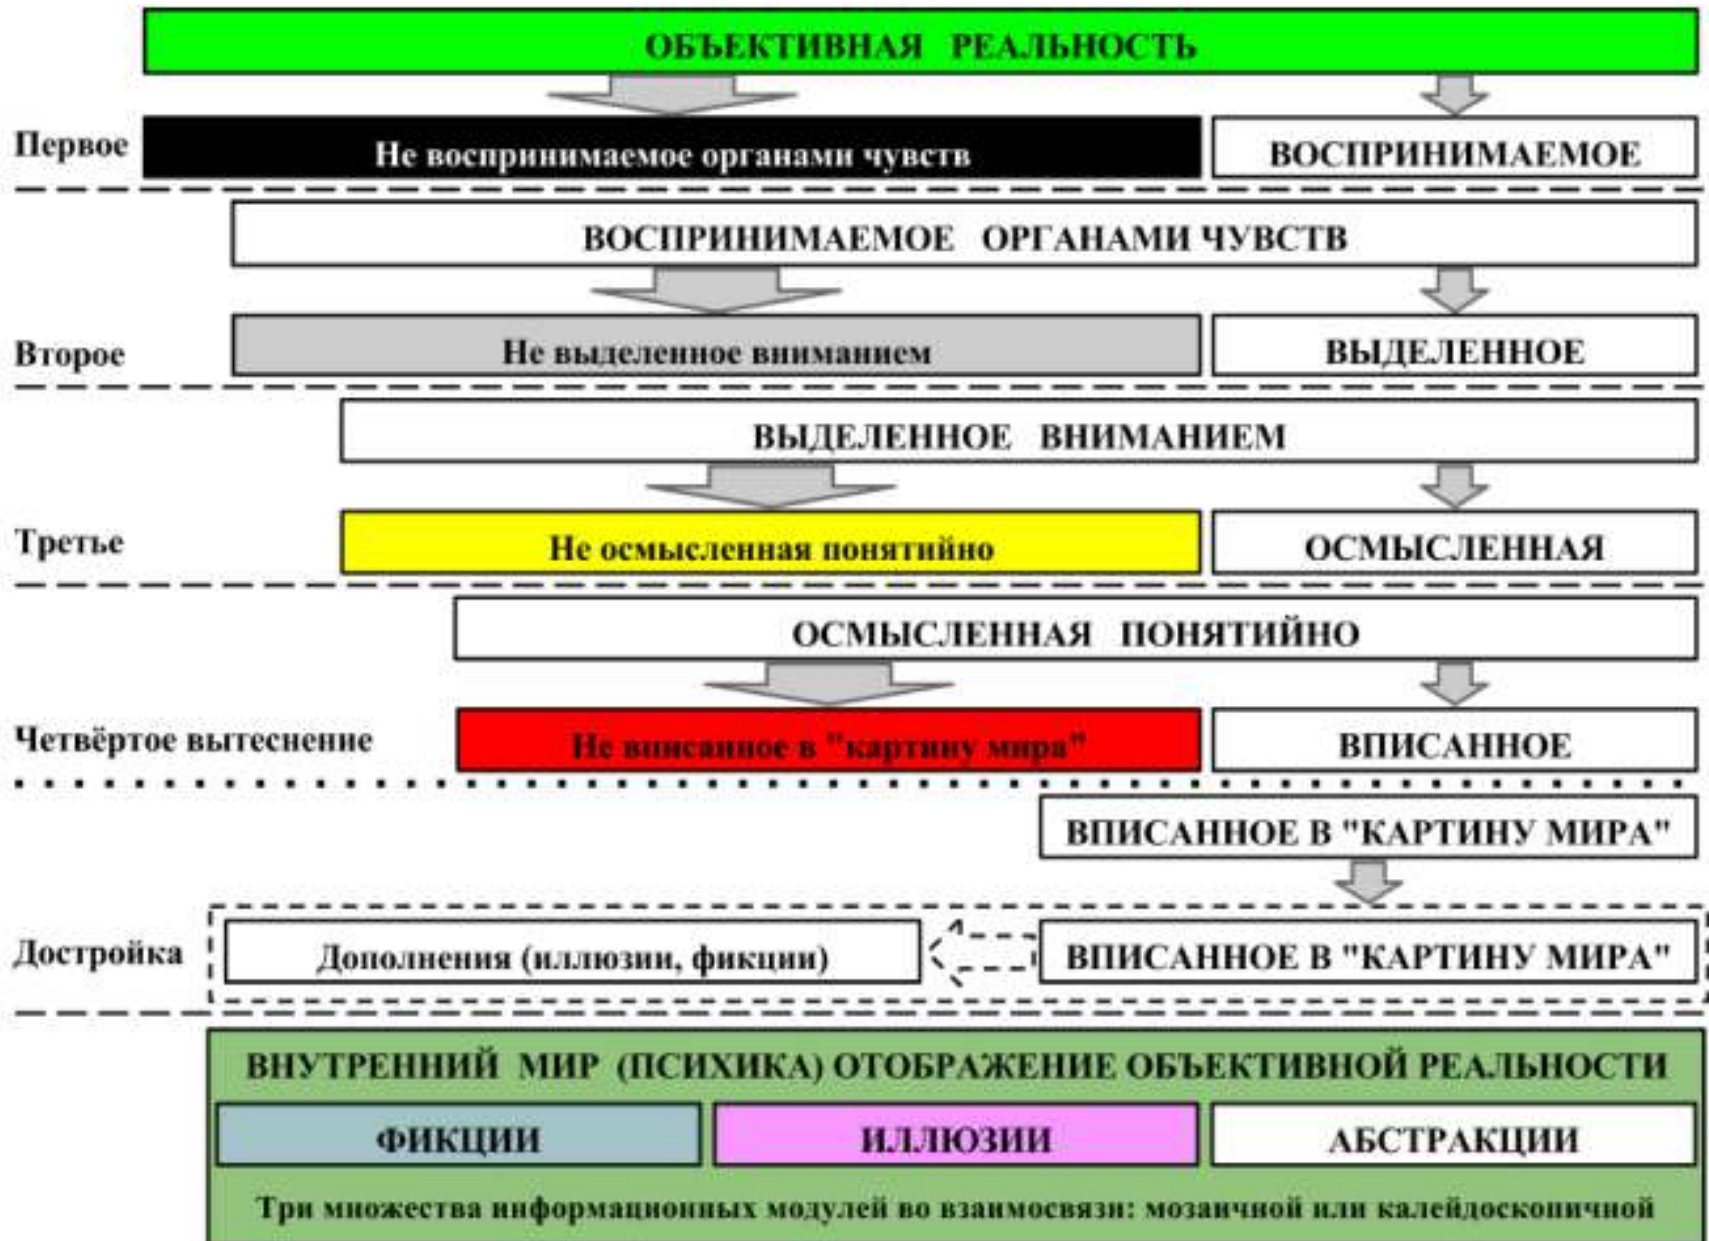 ОБЪЕКТИВНАЯ РЕАЛЬНОСТЬ
Первое
Не воспринимаемое органами чувств
ВОСПРИНИМАЕМОЕ
ВОСПРИНИМАЕМОЕ ОРГАНАМИ ЧУВСТВ
Второе
Не выделенное вниманием
ВЫДЕЛЕННОЕ
ВЫДЕЛЕННОЕ ВНИМАНИЕМ
Третье
Не осмысленная понятийно
ОСМЫСЛЕННАЯ
ОСМЫСЛЕННАЯ ПОНЯТИЙНО
Четвёртое вытеснение
Не вписанное в "картину мира"
ВПИСАННОЕ
ВПИСАННОЕ В "КАРТИНУ МИРА"
Достройка
Дополнения (иллюзии, фикции)
ВПИСАННОЕ В "КАРТИНУ МИРА"
ВНУТРЕННИЙ МИР (ПСИХИКА) ОТОБРАЖЕНИЕ ОБЪЕКТИВНОЙ РЕАЛЬНОСТИ
ФИКЦИИ
ИЛЛЮЗИИ
АБСТРАКЦИИ
Три множества информационных модулей во взаимосвязи: мозаичной или калейдоскопичной